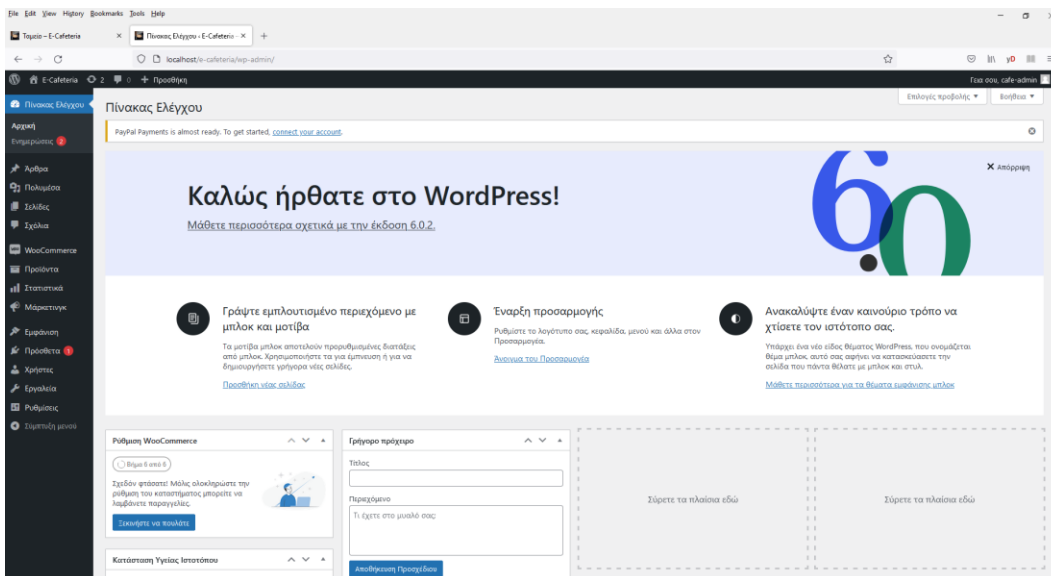 File Edit View History Bookmarks Tools Help
Ταμείο – E-Cafeteria
Πίνακας Ελέγχου ‹ E-Cafeteria –
localhost/e-cafeteria/wp-admin/
E-Cafeteria 2 0 + Προσθήκη
Γεια σου, cafe-admin
Πίνακας Ελέγχου
Αρχική
Ενημερώσεις 2
Άρθρα
Πολυμέσα
Σελίδες
Σχόλια
WooCommerce
Προϊόντα
Στατιστικά
Μάρκετινγκ
Εμφάνιση
Πρόσθετα 1
Χρήστες
Εργαλεία
Ρυθμίσεις
Σύμπτυξη μενού
Πίνακας Ελέγχου
Επιλογές προβολής
Βοήθεια
PayPal Payments is almost ready. To get started, connect your account.
Απόρριψη
Καλώς ήρθατε στο WordPress!
Μάθετε περισσότερα σχετικά με την έκδοση 6.0.2.
6.0
Γράψτε εμπλουτισμένο περιεχόμενο με
μπλοκ και μοτίβα
Τα μοτίβα μπλοκ αποτελούν προρυθμισμένες διατάξεις
από μπλοκ. Χρησιμοποιήστε τα για έμπνευση ή για να
δημιουργήσετε γρήγορα νέες σελίδες.
Προσθήκη νέας σελίδας
Έναρξη προσαρμογής
Ρυθμίστε το λογότυπο σας, κεφαλίδα, μενού και άλλα στον
Προσαρμογέα.
Άνοιγμα του Προσαρμογέα
Ανακαλύψτε έναν καινούριο τρόπο να
χτίσετε τον ιστότοπο σας.
Υπάρχει ένα νέο είδος θέματος WordPress, που ονομάζεται
θέμα μπλοκ, αυτό σας αφήνει να κατασκευάσετε την
σελίδα που πάντα θέλατε με μπλοκ και στυλ.
Μάθετε περισσότερα για τα θέματα εμφάνισης μπλοκ
Ρύθμιση WooCommerce
Βήμα 6 από 6
Σχεδόν φτάσατε! Μόλις ολοκληρώσετε την
ρύθμιση του καταστήματος μπορείτε να
λαμβάνετε παραγγελίες.
Ξεκινήστε να πουλάτε
Κατάσταση Υγείας Ιστοτόπου
Γρήγορο πρόχειρο
Τίτλος
Περιεχόμενο
Τι έχετε στο μυαλό σας;
Αποθήκευση Προσχέδιου
Σύρετε τα πλαίσια εδώ
Σύρετε τα πλαίσια εδώ